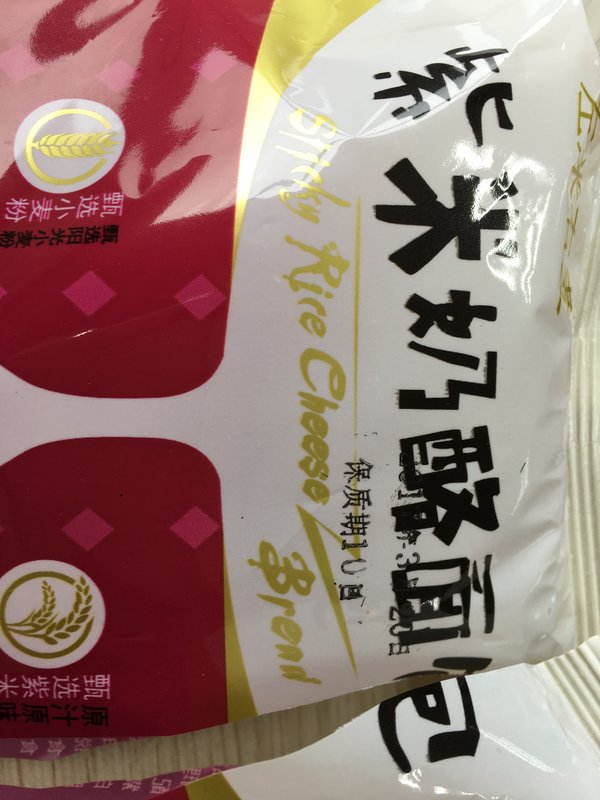 紫米奶酪面包
Sticky Rice Cheese Bread
保质期10日
甄选小麦粉
甄选阳光小麦粉
甄选紫米
原汁原味